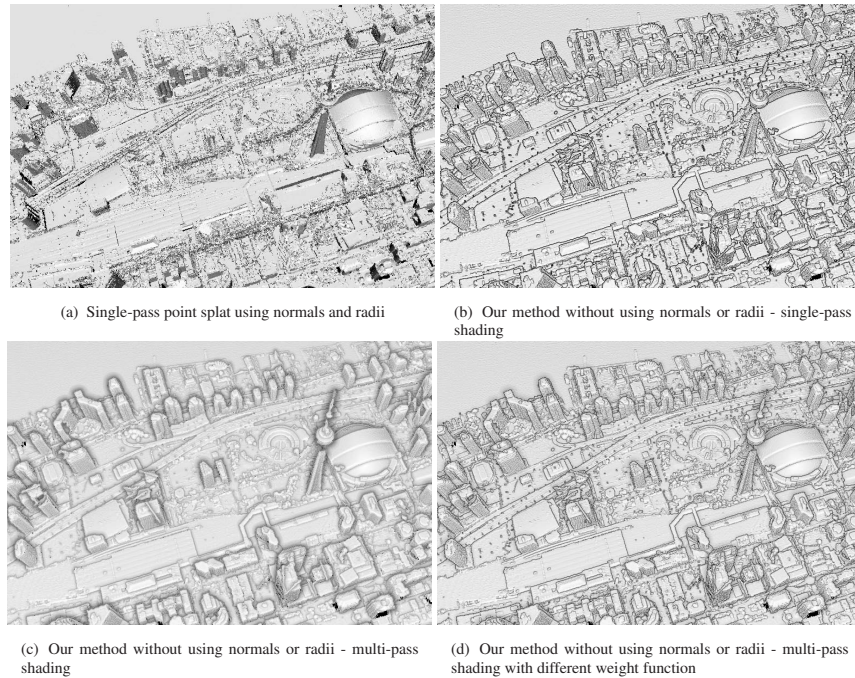 (a) Single-pass point splat using normals and radii
(b) Our method without using normals or radii - single-pass
shading
(c) Our method without using normals or radii - multi-pass
shading
(d) Our method without using normals or radii - multi-pass
shading with different weight function